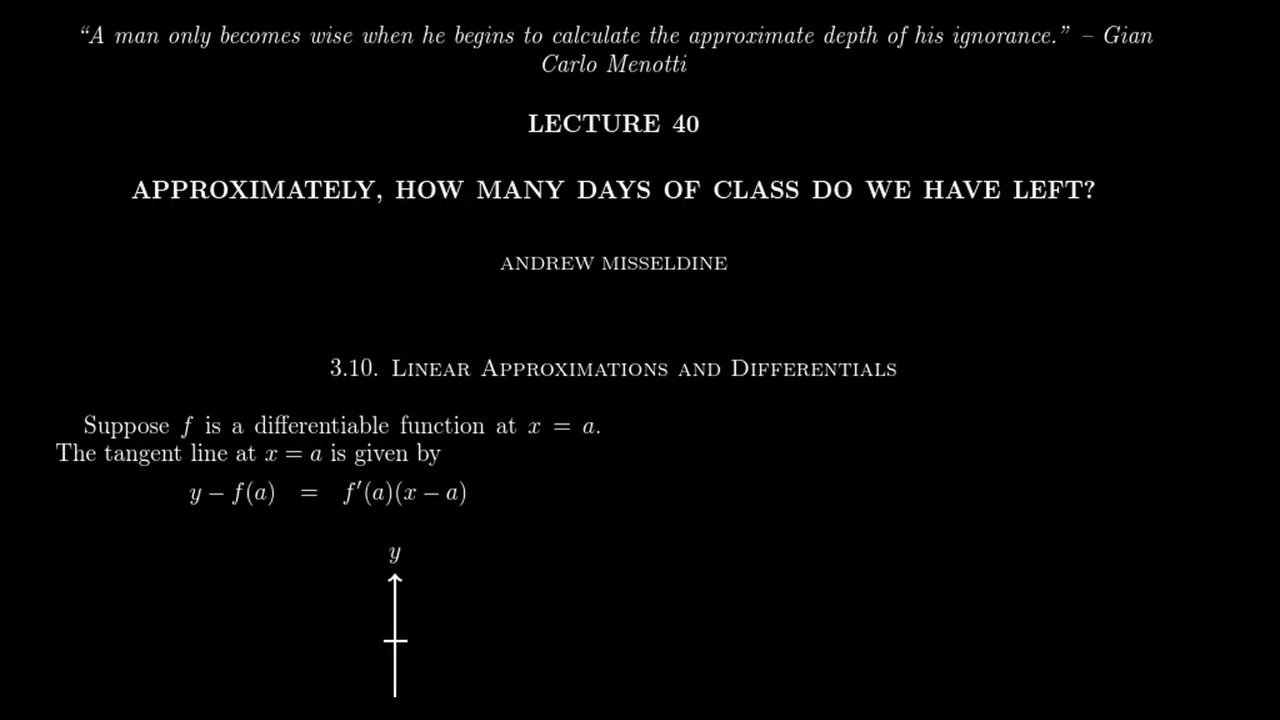 “A man only becomes wise when he begins to calculate the approximate depth of his ignorance.” – Gian
Carlo Menotti
LECTURE 40
APPROXIMATELY, HOW MANY DAYS OF CLASS DO WE HAVE LEFT?
ANDREW MISSELDINE
3.10. Linear Approximations and Differentials
Suppose f is a differentiable function at x = a.
The tangent line at x = a is given by
y − f(a) = f′(a)(x − a)
y